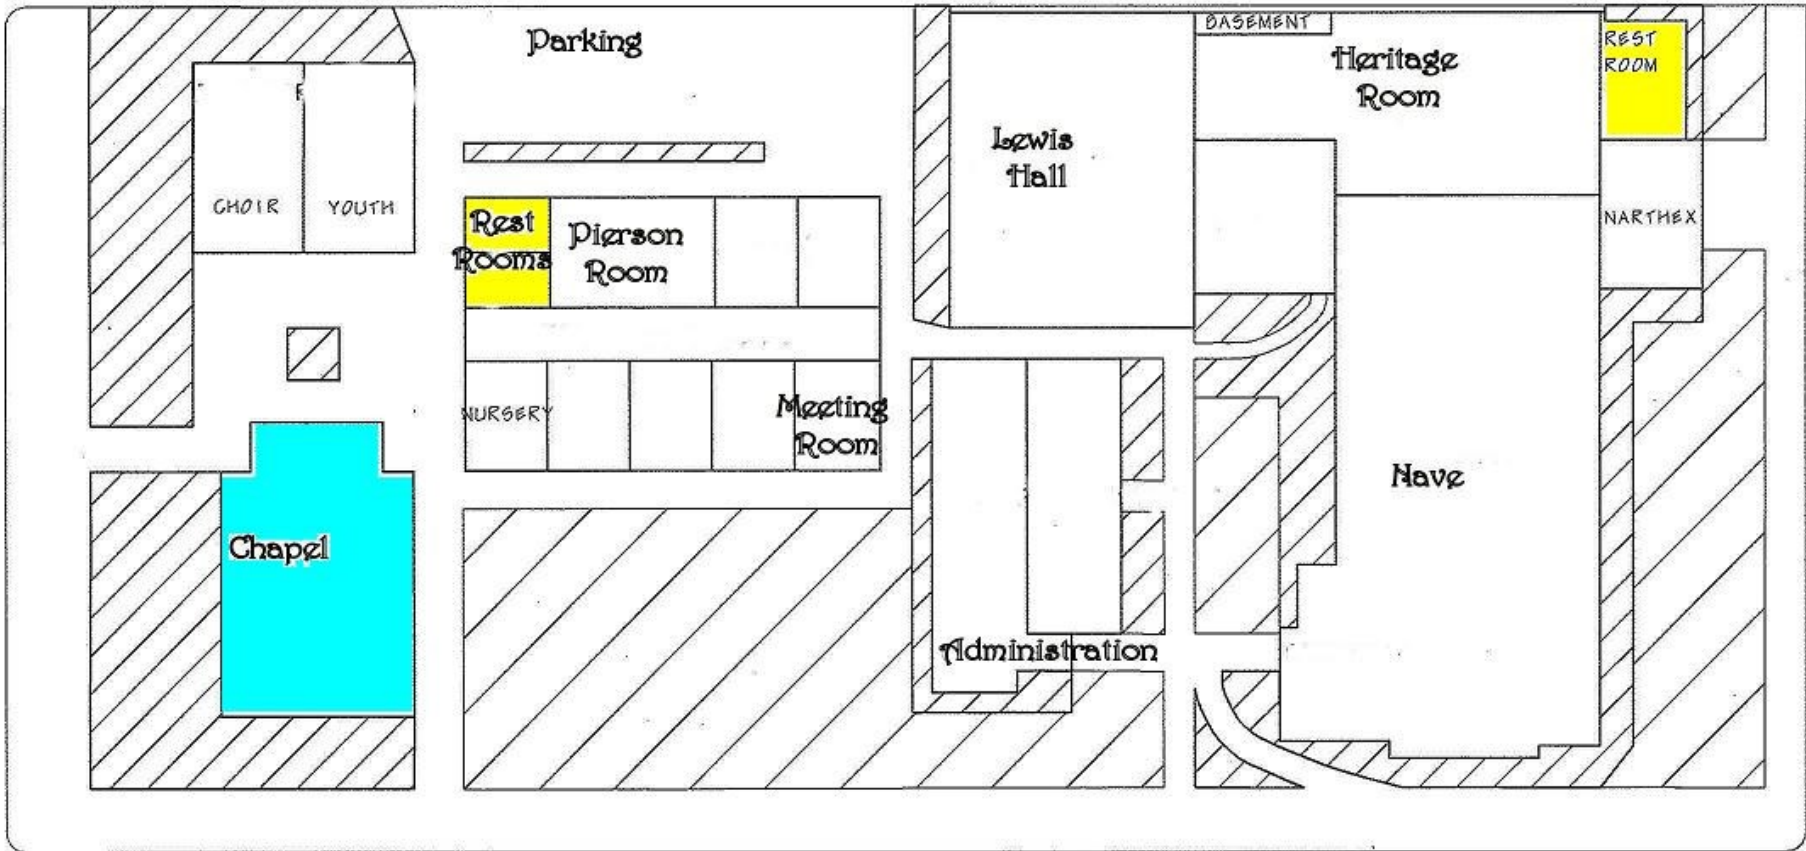 Parking
BASEMENT
Heritage
Room
REST
ROOM
Lewis
Hall
CHOIR
YOUTH
Rest
Rooms
Pierson
Room
NARTHEX
NURSERY
Meeting
Room
Nave
Chapel
Administration